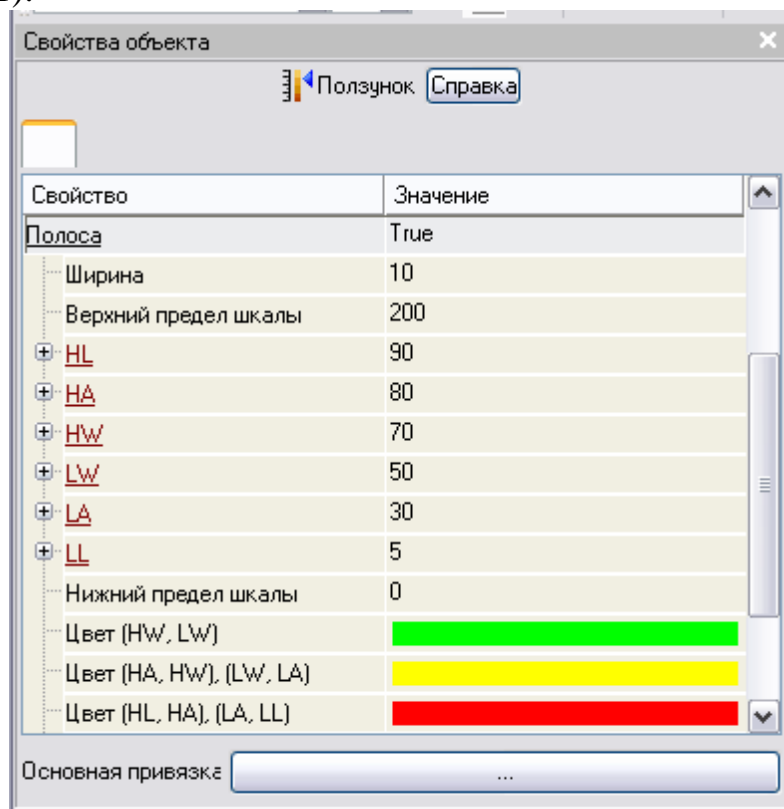 Свойства объекта
Ползунок Справка
Свойство Значение
Полоса True
Ширина 10
Верхний предел шкалы 200
HL 90
HA 80
HW 70
LW 50
LA 30
LL 5
Нижний предел шкалы 0
Цвет (HW, LW)
Цвет (HA, HW), (LW, LA)
Цвет (HL, HA), (LA, LL)
Основная привязка ...